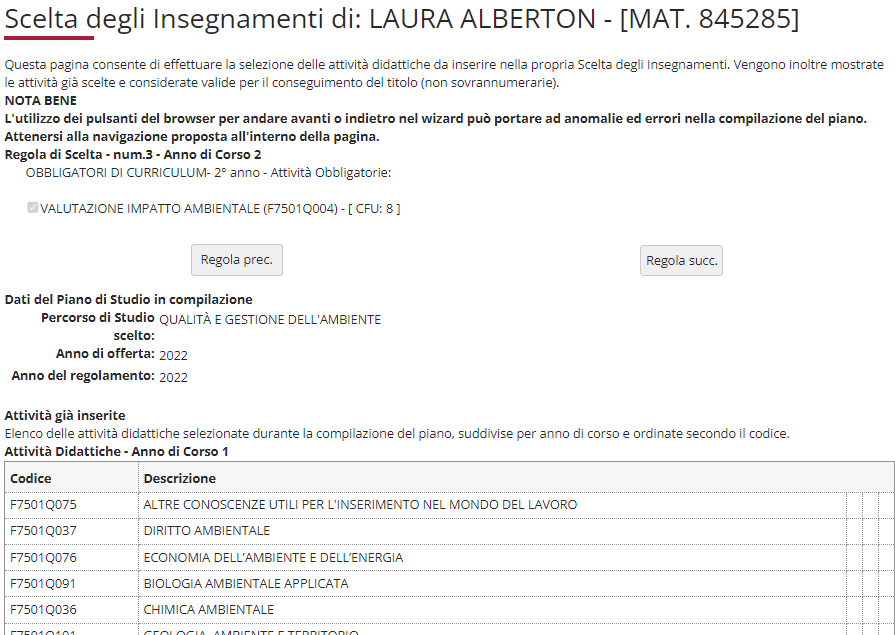 Scelta degli Insegnamenti di: LAURA ALBERTON - [MAT. 845285]
Questa pagina consente di effettuare la selezione delle attività didattiche da inserire nella propria Scelta degli Insegnamenti. Vengono inoltre mostrate
le attività già scelte e considerate valide per il conseguimento del titolo (non sovrannumerarie).
NOTA BENE
L'utilizzo dei pulsanti del browser per andare avanti o indietro nel wizard può portare ad anomalie ed errori nella compilazione del piano.
Attenersi alla navigazione proposta all'interno della pagina.
Regola di Scelta - num.3 - Anno di Corso 2
OBBLIGATORI DI CURRICULUM- 2° anno - Attività Obbligatorie:
VALUTAZIONE IMPATTO AMBIENTALE (F7501Q004) - [ CFU: 8 ]
Regola prec. Regola succ.
Dati del Piano di Studio in compilazione
Percorso di Studio QUALITÀ E GESTIONE DELL'AMBIENTE
scelto:
Anno di offerta: 2022
Anno del regolamento: 2022
Attività già inserite
Elenco delle attività didattiche selezionate durante la compilazione del piano, suddivise per anno di corso e ordinate secondo il codice.
Attività Didattiche - Anno di Corso 1
Codice Descrizione
F7501Q075 ALTRE CONOSCENZE UTILI PER L'INSERIMENTO NEL MONDO DEL LAVORO
F7501Q037 DIRITTO AMBIENTALE
F7501Q076 ECONOMIA DELL'AMBIENTE E DELL'ENERGIA
F7501Q091 BIOLOGIA AMBIENTALE APPLICATA
F7501Q036 CHIMICA AMBIENTALE
F7501Q101 GEOLOGIA, AMBIENTE E TERRITORIO